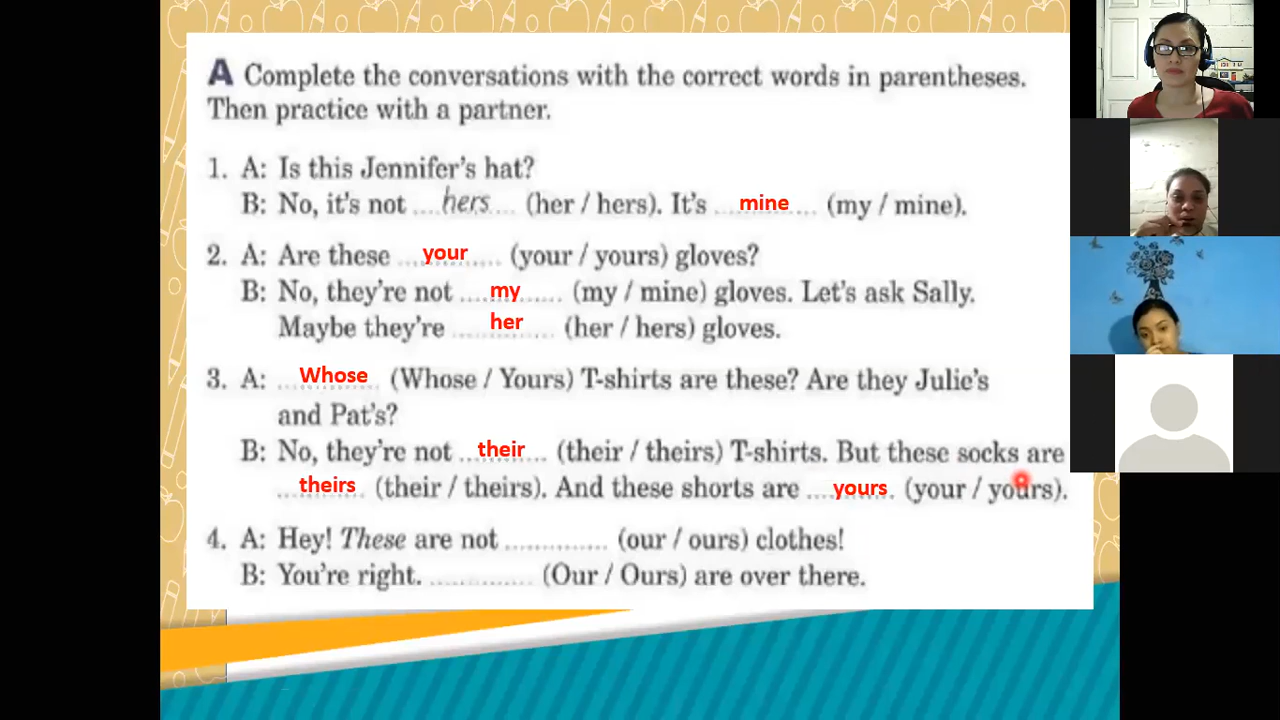 A Complete the conversations with the correct words in parentheses.
Then practice with a partner.
1. A: Is this Jennifer's hat?
B: No, it's not ....hers.... (her / hers). It's ...mine.... (my / mine).
2. A: Are these ...your..... (your / yours) gloves?
B: No, they're not ....my..... (my / mine) gloves. Let's ask Sally.
Maybe they're ....her..... (her / hers) gloves.
3. A: ..Whose.. (Whose / Yours) T-shirts are these? Are they Julie's
and Pat's?
B: No, they're not ...their.... (their / theirs) T-shirts. But these socks are
...theirs.. (their / theirs). And these shorts are ....yours. (your / yours).
4. A: Hey! These are not .............. (our / ours) clothes!
B: You're right. .............. (Our / Ours) are over there.